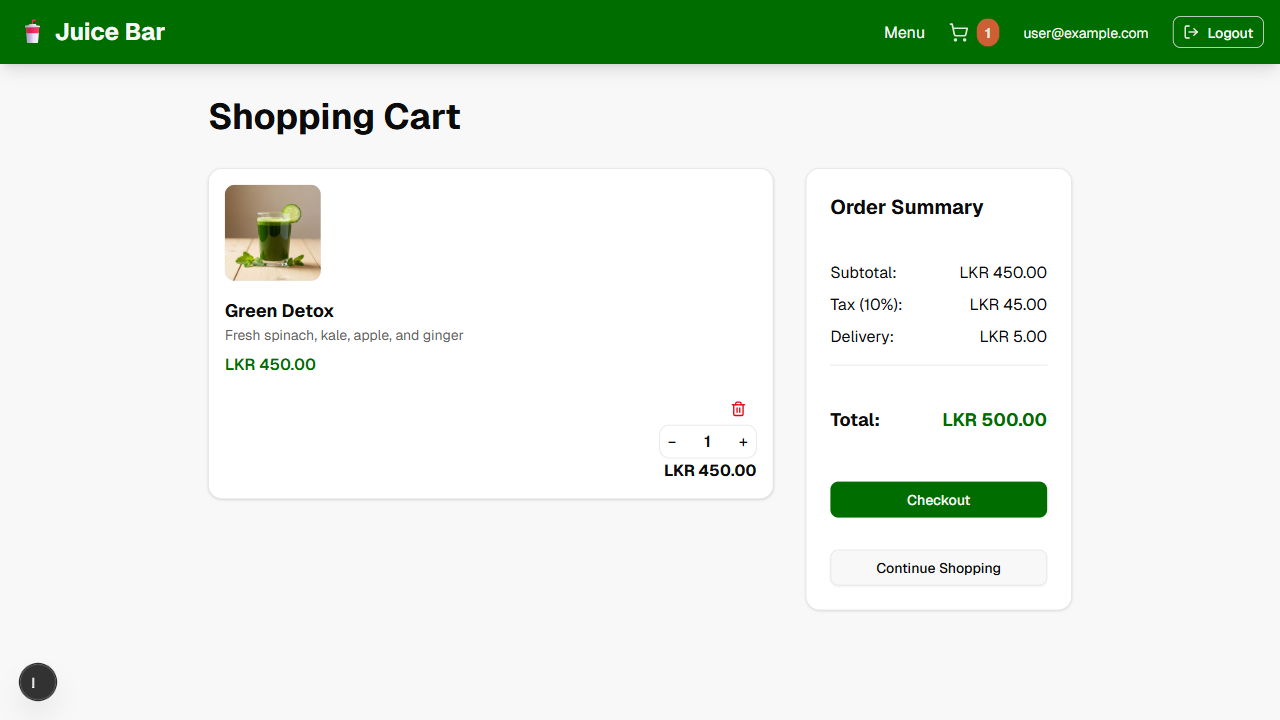 Juice Bar
Menu
1
user@example.com
Logout
Shopping Cart
Green Detox
Fresh spinach, kale, apple, and ginger
LKR 450.00
− 1 +
LKR 450.00
Order Summary
Subtotal: LKR 450.00
Tax (10%): LKR 45.00
Delivery: LKR 5.00
Total: LKR 500.00
Checkout
Continue Shopping